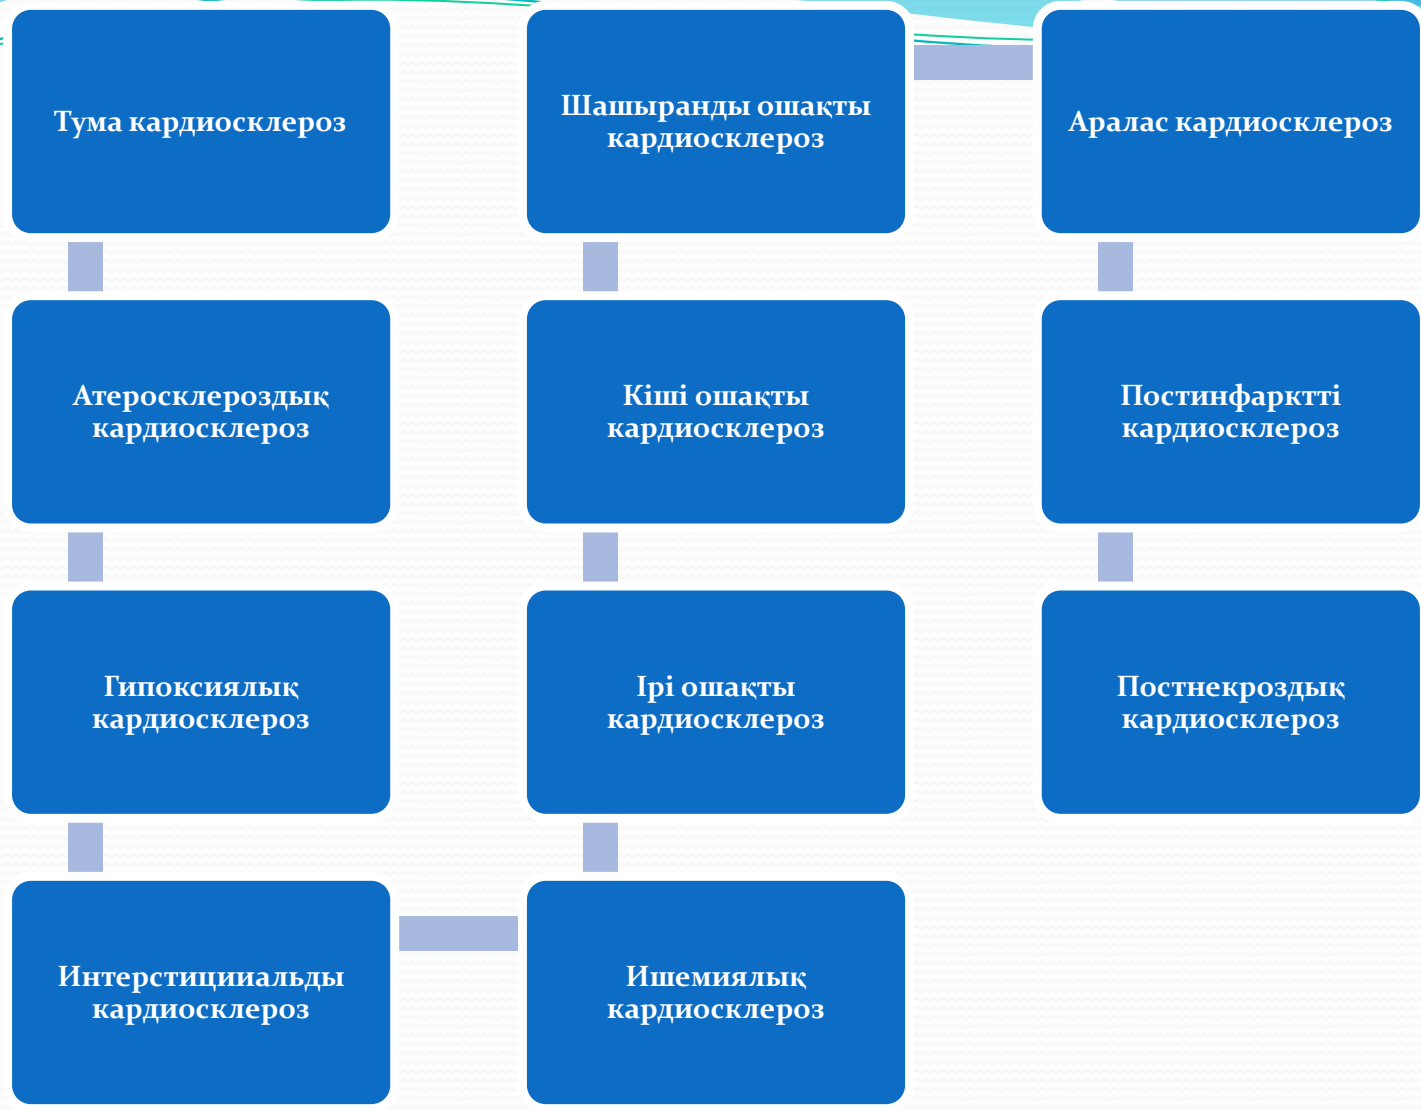 Тума кардиосклероз
Атеросклероздық
кардиосклероз
Гипоксиялық
кардиосклероз
Интерстицииальды
кардиосклероз
Ишемиялық
кардиосклероз
Ірі ошақты
кардиосклероз
Кіші ошақты
кардиосклероз
Шашыранды ошақты
кардиосклероз
Аралас кардиосклероз
Постинфарктті
кардиосклероз
Постнекроздық
кардиосклероз